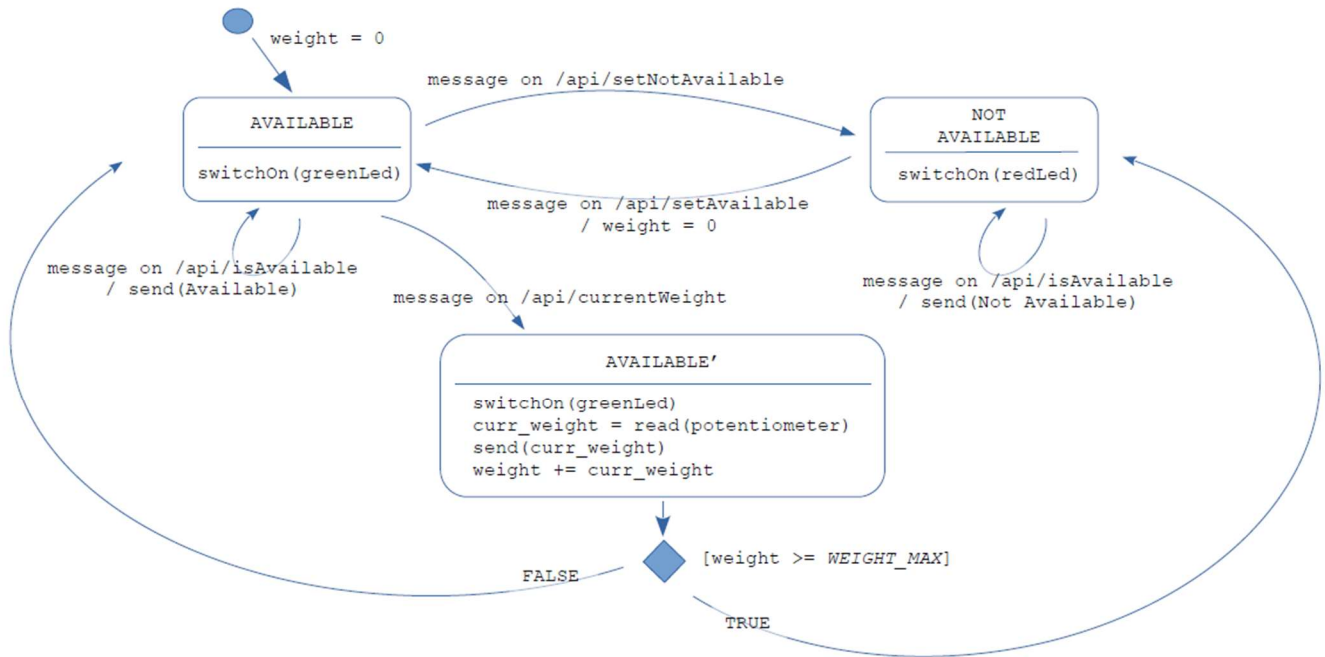 weight = 0
message on /api/setNotAvailable
AVAILABLE
switchOn(greenLed)
NOT
AVAILABLE
switchOn(redLed)
message on /api/setAvailable
/ weight = 0
message on /api/isAvailable
/ send(Available)
message on /api/isAvailable
/ send(Not Available)
message on /api/currentWeight
AVAILABLE’
switchOn(greenLed)
curr_weight = read(potentiometer)
send(curr_weight)
weight += curr_weight
[weight >= WEIGHT_MAX]
FALSE
TRUE